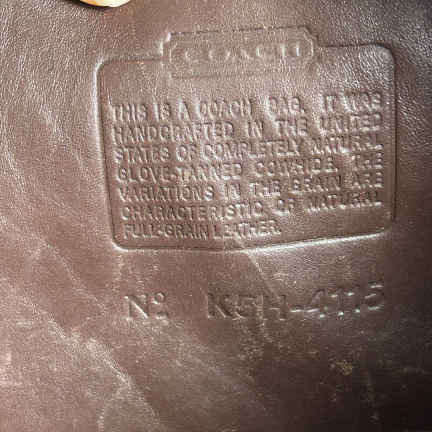 COACH
THIS IS A COACH BAG. IT WAS
HANDCRAFTED IN THE UNITED
STATES OF COMPLETELY NATURAL
GLOVE-TANNED COWHIDE. THE
VARIATIONS IN THE GRAIN ARE
CHARACTERISTIC OF NATURAL
FULL-GRAIN LEATHER.
No K5H-4115